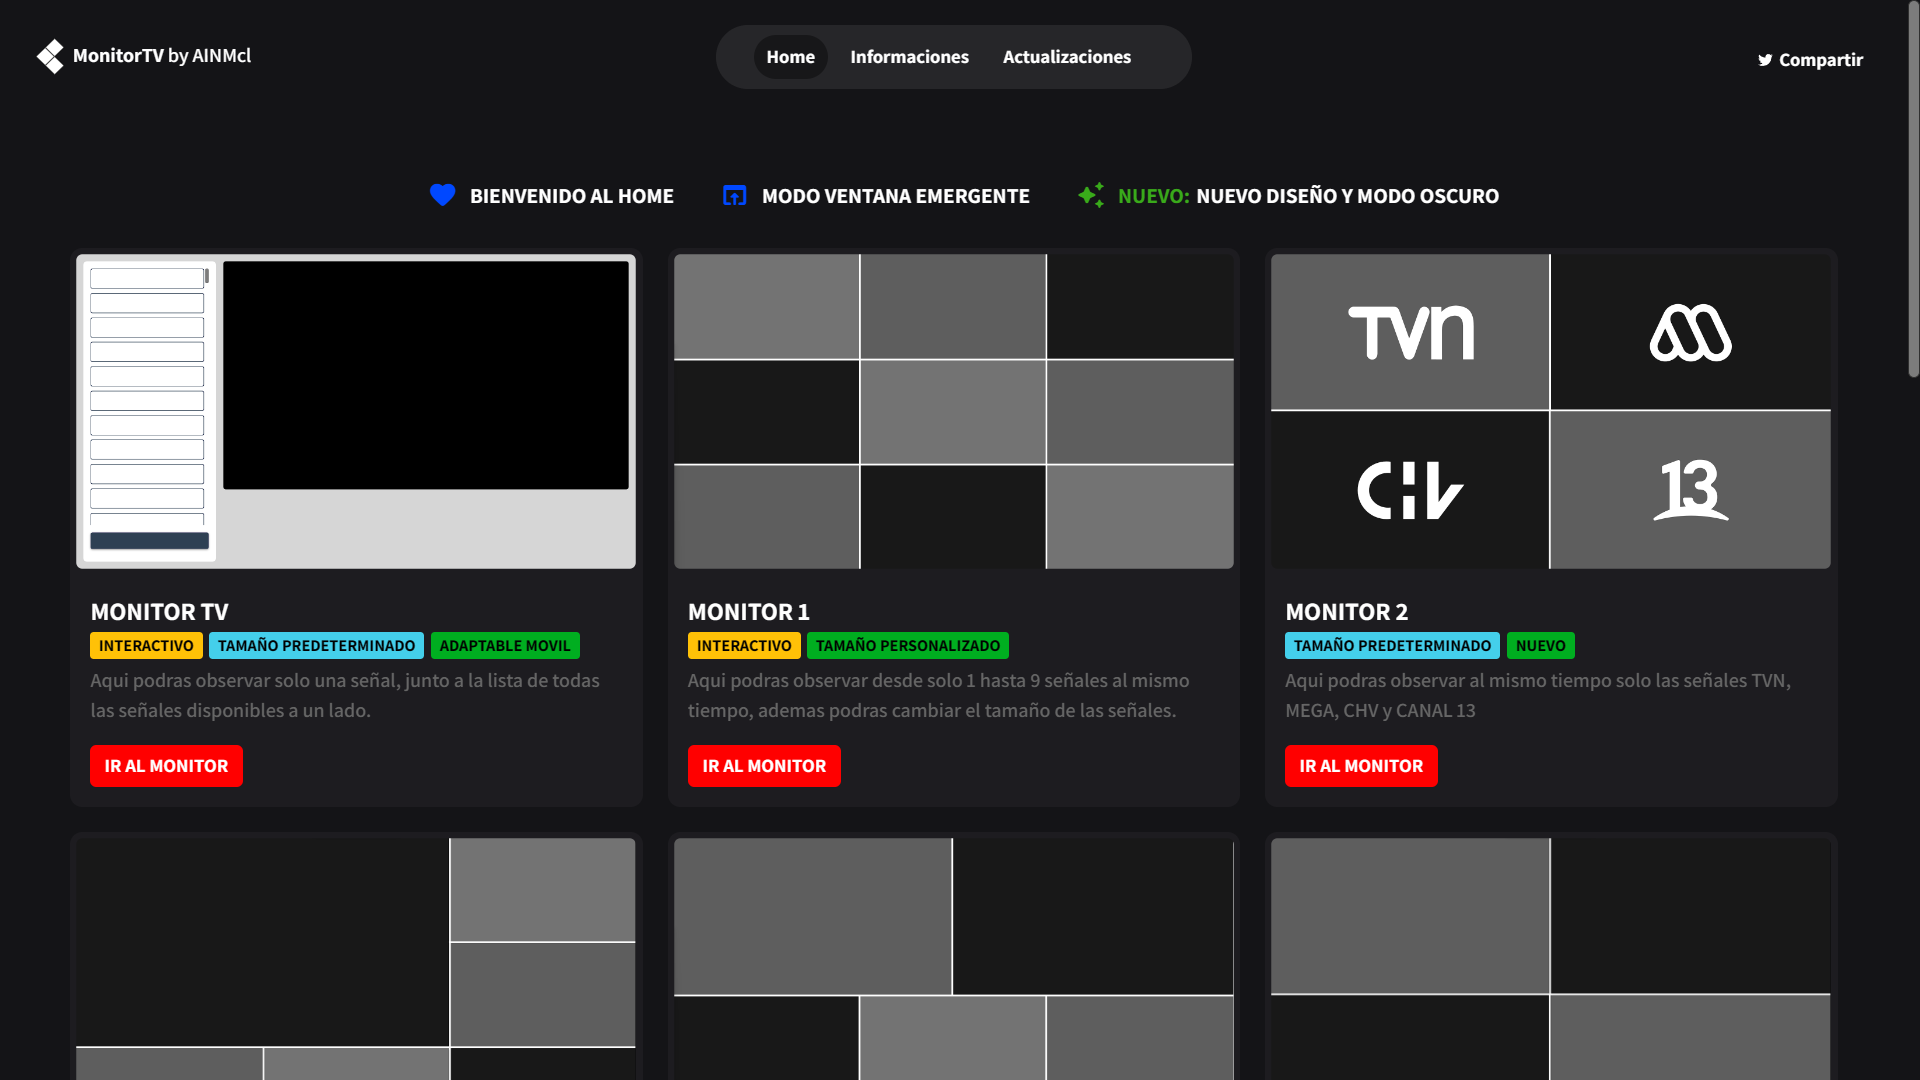 MonitorTV by AINMcl
Home
Informaciones
Actualizaciones
Compartir
BIENVENIDO AL HOME
MODO VENTANA EMERGENTE
NUEVO: NUEVO DISEÑO Y MODO OSCURO
TVN
CHV
13
MONITOR TV
INTERACTIVO
TAMAÑO PREDETERMINADO
ADAPTABLE MOVIL
Aqui podras observar solo una señal, junto a la lista de todas
las señales disponibles a un lado.
IR AL MONITOR
MONITOR 1
INTERACTIVO
TAMAÑO PERSONALIZADO
Aqui podras observar desde solo 1 hasta 9 señales al mismo
tiempo, ademas podras cambiar el tamaño de las señales.
IR AL MONITOR
MONITOR 2
TAMAÑO PREDETERMINADO
NUEVO
Aqui podras observar al mismo tiempo solo las señales TVN,
MEGA, CHV y CANAL 13
IR AL MONITOR